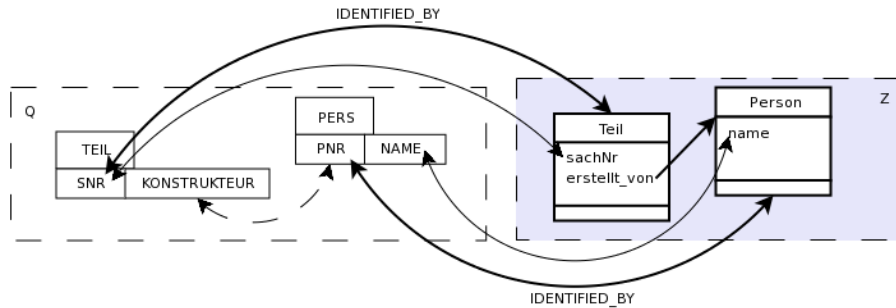 IDENTIFIED_BY
Q
Z
TEIL
SNR
KONSTRUKTEUR
PERS
PNR
NAME
Teil
sachNr
erstellt_von
Person
name
IDENTIFIED_BY